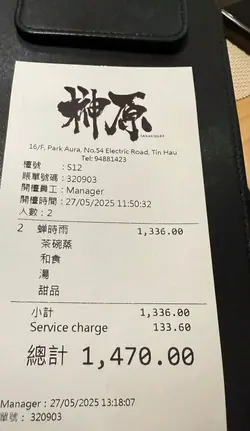 榊原
16/F, Park Aura, No.54 Electric Road, Tin Hau
Tel: 94881423
檯號 : S12
賬單號碼 : 320903
開檯員工 : Manager
開檯時間 : 27/05/2025 11:50:32
人數 : 2
2 蟬時雨 1,336.00
茶碗蒸
和食
湯
甜品
小計 1,336.00
Service charge 133.60
總計 1,470.00
Manager : 27/05/2025 13:18:07
單號 : 320903